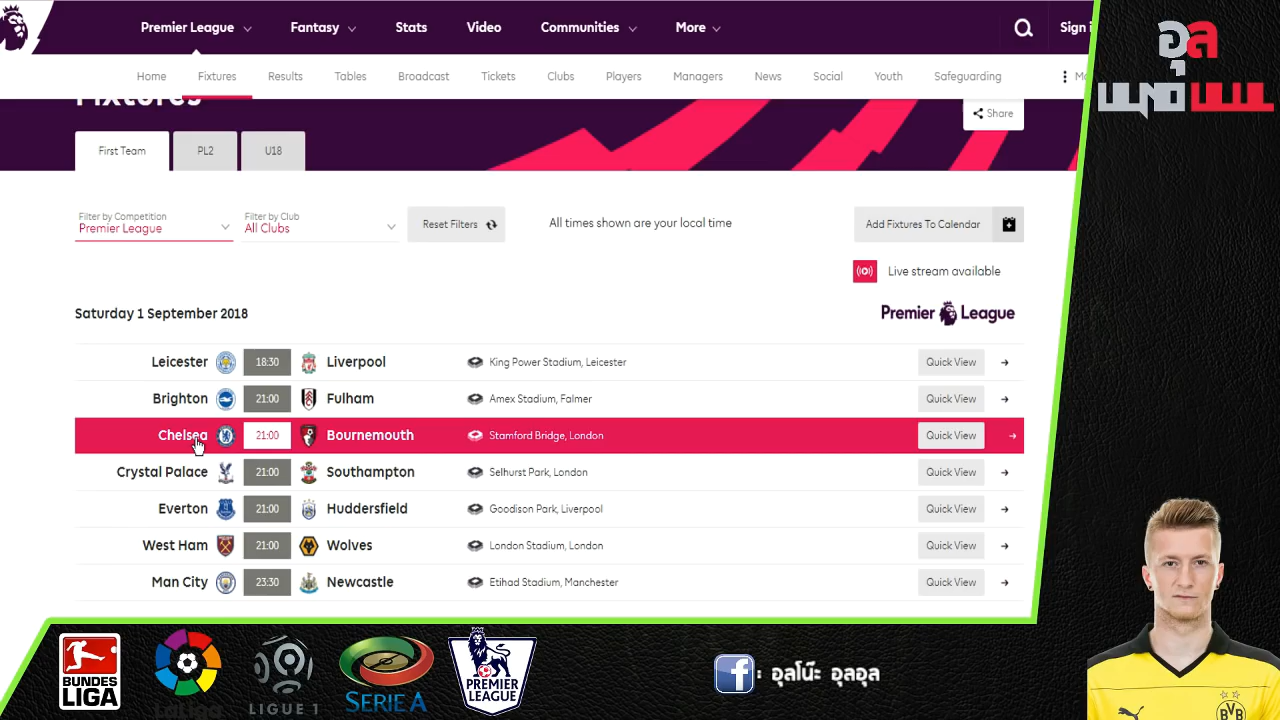 Premier League Fantasy Stats Video Communities More
Home Fixtures Results Tables Broadcast Tickets Clubs Players Managers News Social Youth Safeguarding
Fixtures
Share
First Team PL2 U18
Filter by Competition Filter by Club
Premier League All Clubs Reset Filters All times shown are your local time Add Fixtures To Calendar
Live stream available
Saturday 1 September 2018 Premier League
Leicester 18:30 Liverpool King Power Stadium, Leicester Quick View
Brighton 21:00 Fulham Amex Stadium, Falmer Quick View
Chelsea 21:00 Bournemouth Stamford Bridge, London Quick View
Crystal Palace 21:00 Southampton Selhurst Park, London Quick View
Everton 21:00 Huddersfield Goodison Park, Liverpool Quick View
West Ham 21:00 Wolves London Stadium, London Quick View
Man City 23:30 Newcastle Etihad Stadium, Manchester Quick View
BUNDES
LIGA
LaLiga
LIGUE 1
SERIE A
PREMIER
LEAGUE
f : อุลโน๊ะ อุลอุล
BVB
09